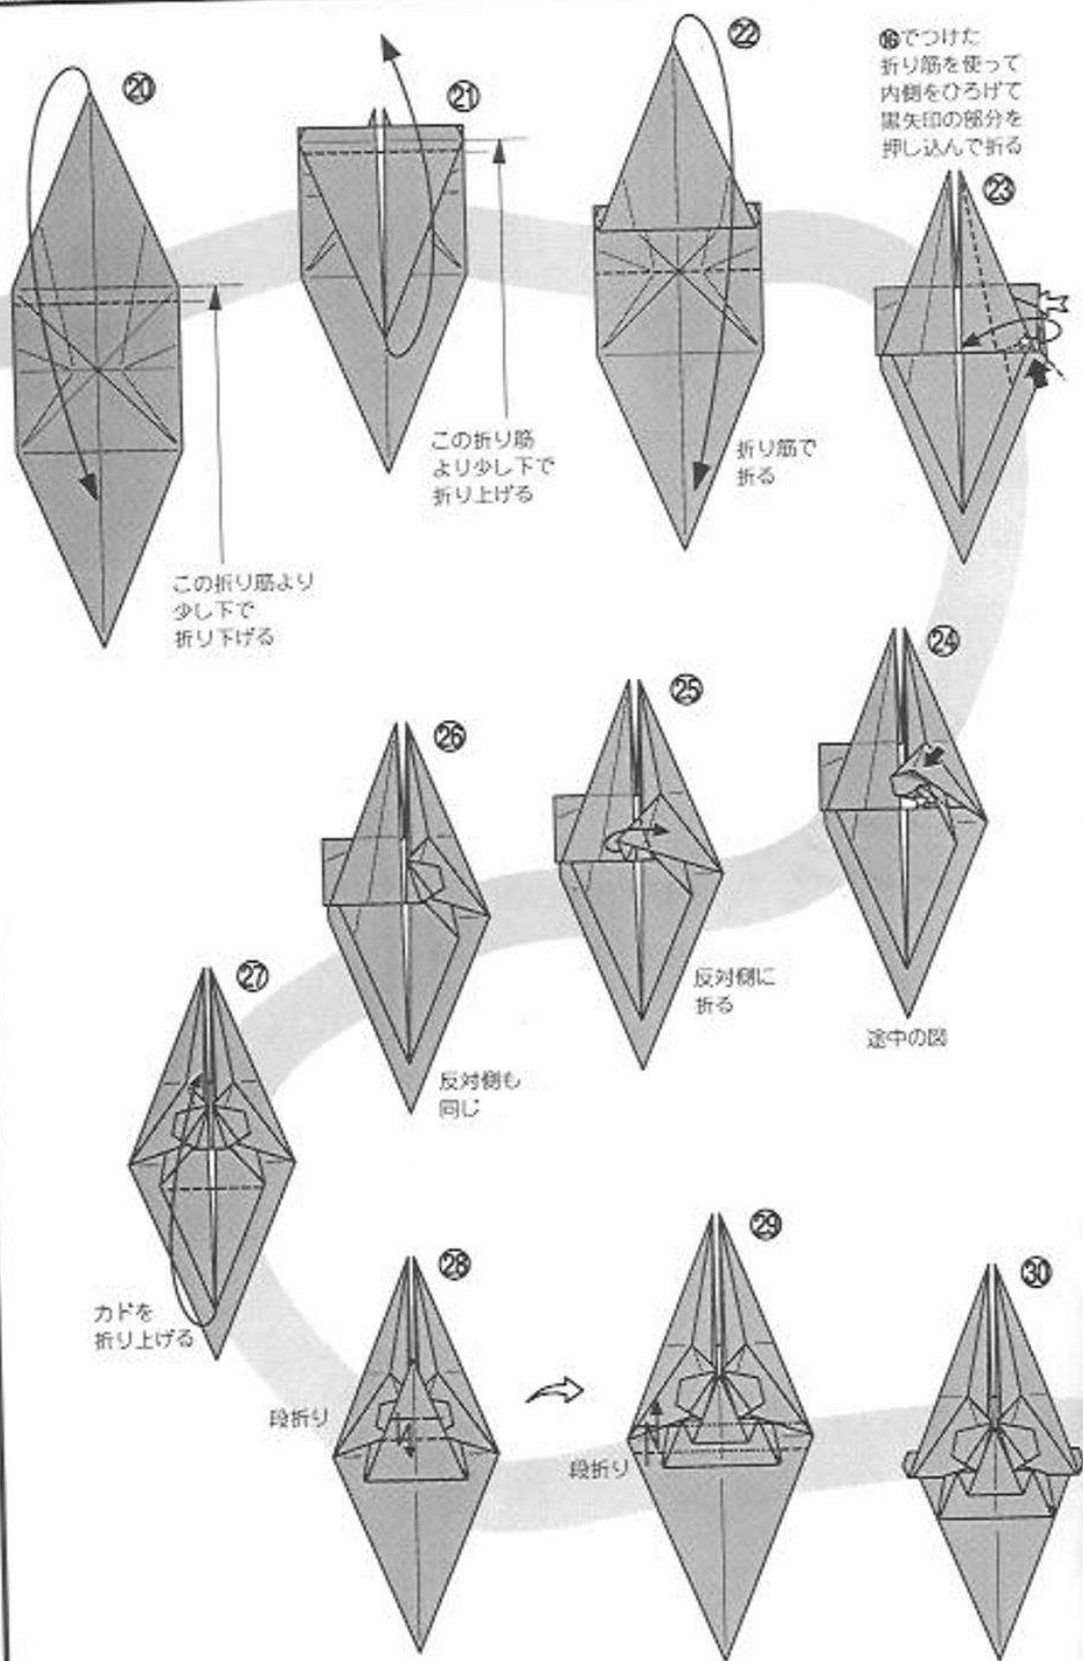 ⑳
この折り筋より
少し下で
折り下げる
㉑
この折り筋
より少し下で
折り上げる
㉒
折り筋で
折る
⑯でつけた
折り筋を使って
内側をひろげて
黒矢印の部分を
押し込んで折る
㉓
㉔
途中の図
㉕
反対側に
折る
㉖
反対側も
同じ
㉗
カドを
折り上げる
㉘
段折り
㉙
段折り
㉚